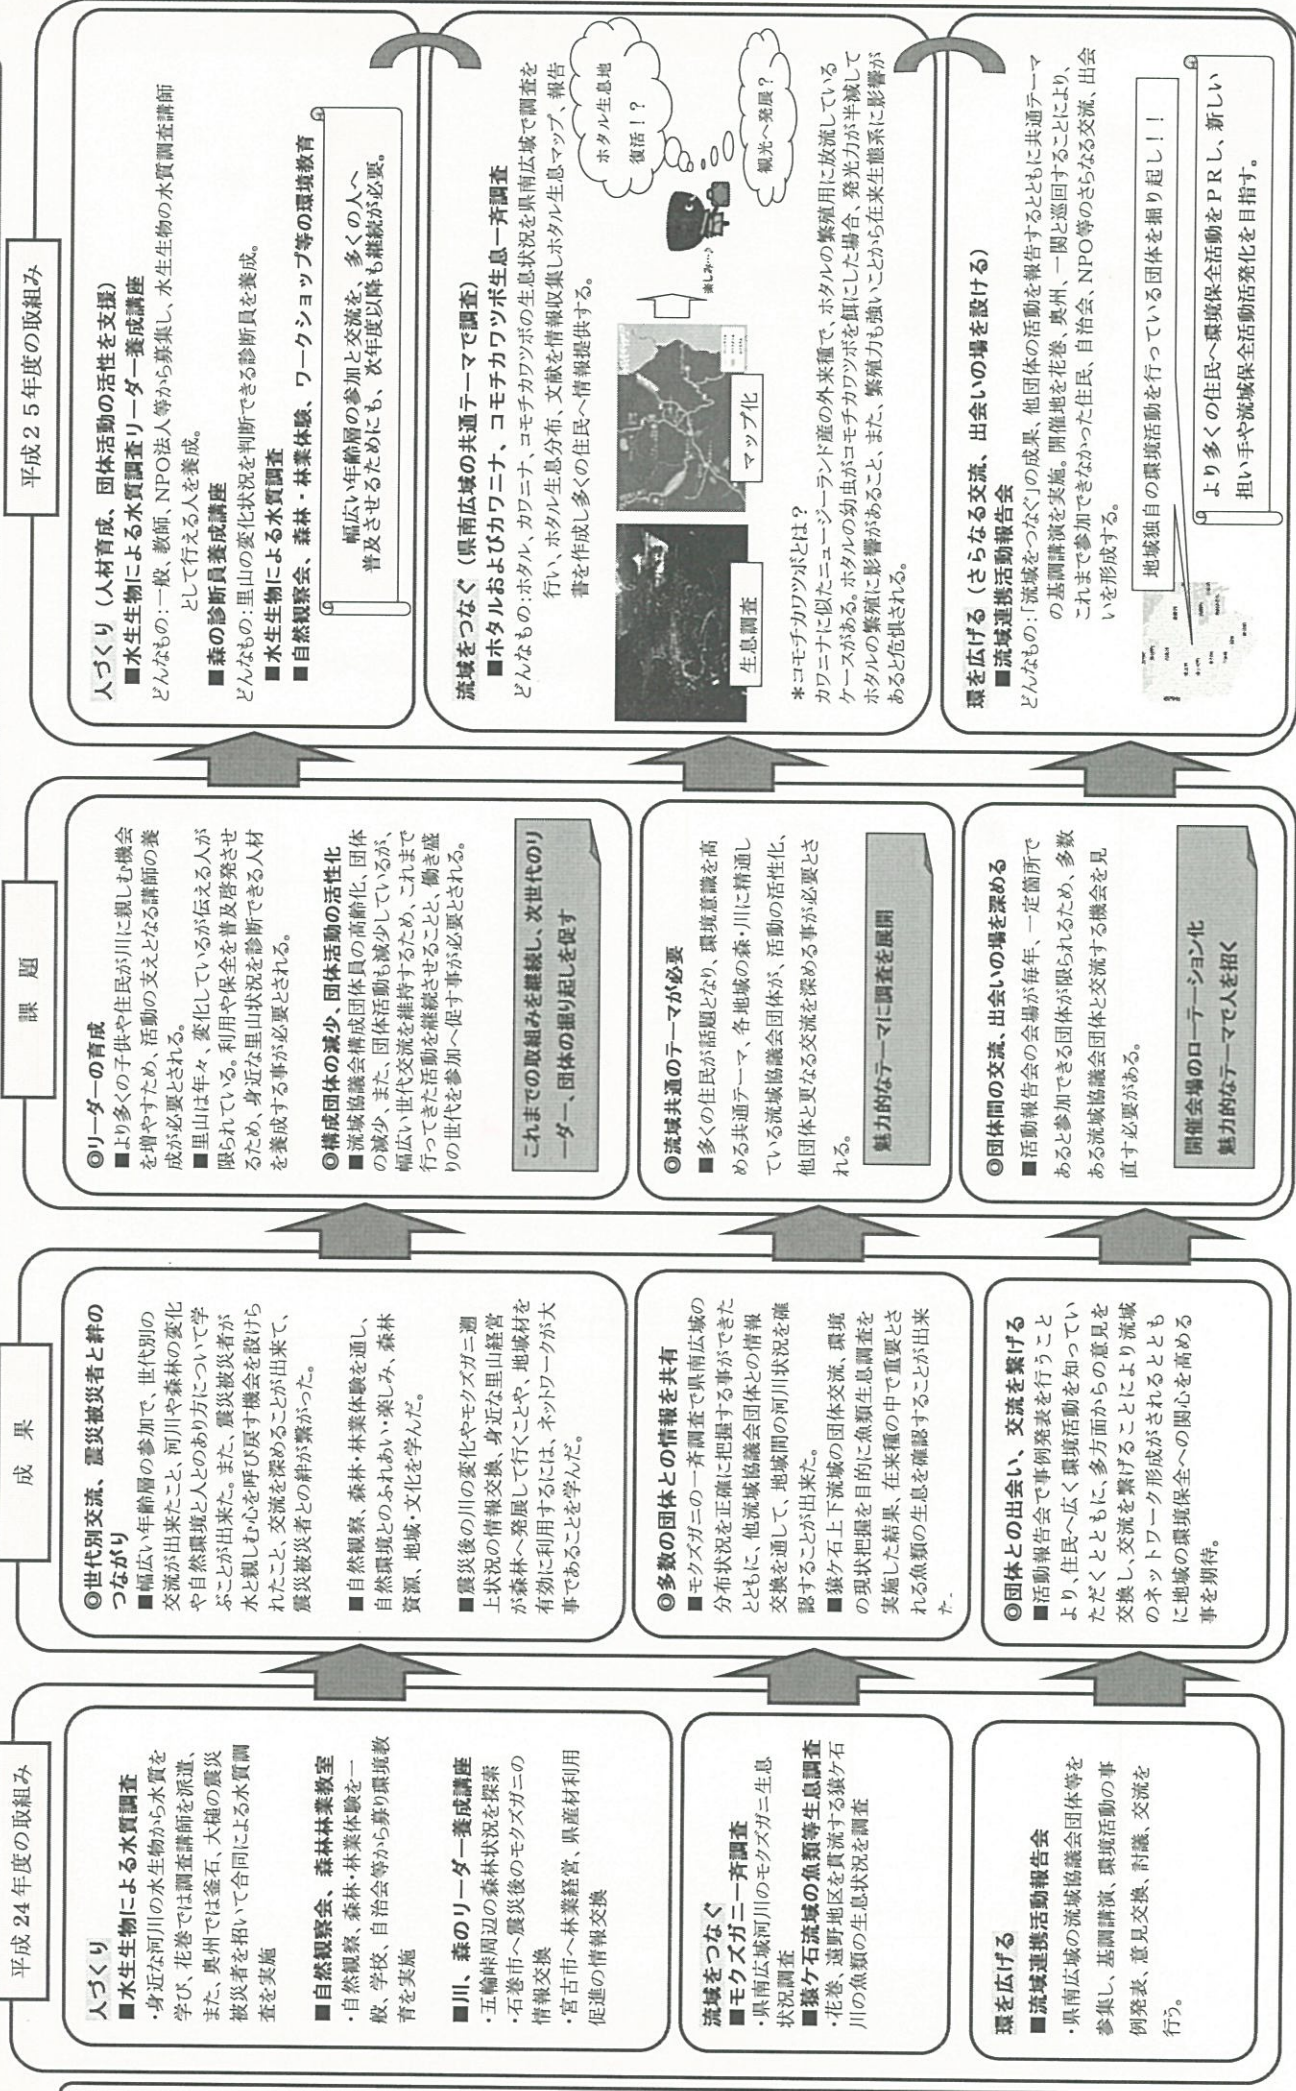 平成24年度の取組み
人づくり
■水生生物による水質調査
・身近な河川の水生物から水質を
学び、花巻では調査講師を派遣、
また、奥州では釜石、大槌の震災
被災者を招いて合同による水質調
査を実施
■自然観察会、森林林業教室
・自然観察、森林・林業体験を一
般、学校、自治会等から募り環境教
育を実施
■川、森のリーダー養成講座
・五輪峠周辺の森林状況を探索
・石巻市へ震災後のモクズガニの
情報交換
・宮古市へ林業経営、県産材利用
促進の情報交換
流域をつなぐ
■モクズガニ一斉調査
・県南広域河川のモクズガニ生息
状況調査
■猿ケ石流域の魚類等生息調査
・花巻、遠野地区を貫流する猿ケ石
川の魚類の生息状況を調査
環を広げる
■流域連携活動報告会
・県南広域の流域協議会団体等を
参集し、基調講演、環境活動の事
例発表、意見交換、討議、交流を
行う。
成 果
◎世代別交流、震災被災者と絆の
つながり
■幅広い年齢層の参加で、世代別の
交流が出来たこと、河川や森林の変化
や自然環境と人とのあり方について学
ぶことが出来た。また、震災被災者が
水と親しむ心を呼び戻す機会を設けら
れたこと、交流を深めることが出来て、
震災被災者との絆が繋がった。
■自然観察、森林・林業体験を通し、
自然環境とのふれあい・楽しみ、森林
資源、地域・文化を学んだ。
■震災後の川の変化やモクズガニ遡
上状況の情報交換、身近な里山経営
が森林へ発展して行くことや、地域材を
有効に利用するには、ネットワークが大
事であることを学んだ。
◎多数の団体との情報を共有
■モクズガニの一斉調査で県南広域の
分布状況を正確に把握する事ができた
とともに、他流域協議会団体との情報
交換を通して、地域間の河川状況を確
認することが出来た。
■猿ケ石上下流域の団体交流、環境
の現状把握を目的に魚類生息調査を
実施した結果、在来種の中で重要とさ
れる魚類の生息を確認することが出来
た。
◎団体との出会い、交流を繋げる
■活動報告会で事例発表を行うこと
より、住民へ広く環境活動を知ってい
ただくとともに、多方面からの意見を
交換し、交流を繋げることにより流域
のネットワーク形成がされるととも
に地域の環境保全への関心を高める
事を期待。
課 題
◎リーダーの育成
■より多くの子供や住民が川に親しむ機会
を増やすため、活動の支えとなる講師の養
成が必要とされる。
■里山は年々、変化しているが伝える人が
限られている。利用や保全を普及啓発させ
るため、身近な里山状況を診断できる人材
を養成する事が必要とされる。
◎構成団体の減少、団体活動の活性化
■流域協議会構成団体員の高齢化、団体
の減少、また、団体活動も減少しているが、
幅広い世代交流を維持するため、これまで
行ってきた活動を継続させることと、働き盛
りの世代を参加へ促す事が必要とされる。
これまでの取組みを継続し、次世代のリ
ーダー、団体の掘り起しを促す
◎流域共通のテーマが必要
■多くの住民が話題となり、環境意識を高
める共通テーマ、各地域の森・川に精通し
ている流域協議会団体が、活動の活性化、
他団体と更なる交流を深める事が必要とさ
れる。
魅力的なテーマに調査を展開
◎団体間の交流、出会いの場を深める
■活動報告会の会場が毎年、一定箇所で
あると参加できる団体が限られるため、多数
ある流域協議会団体と交流する機会を見
直す必要がある。
開催会場のローテーション化
魅力的なテーマで人を招く
平成25年度の取組み
人づくり（人材育成、団体活動の活性を支援）
■水生生物による水質調査リーダー養成講座
どんなもの：一般、教師、NPO法人等から募集し、水生生物の水質調査講師
として行える人を養成。
■森の診断員養成講座
どんなもの：里山の変化状況を判断できる診断員を養成。
■水生生物による水質調査
■自然観察会、森林・林業体験、ワークショップ等の環境教育
幅広い年齢層の参加と交流を、多くの人へ
普及させるためにも、次年度以降も継続が必要。
流域をつなぐ（県南広域の共通テーマで調査）
■ホタルおよびカワニナ、コモチカワツボ生息一斉調査
どんなもの：ホタル、カワニナ、コモチカワツボの生息状況を県南広域で調査を
行い、ホタル生息分布、文献を情報収集しホタル生息マップ、報告
書を作成し多くの住民へ情報提供する。
生息調査
マップ化
楽しみ…♪
ホタル生息地
復活！？
観光へ発展？
＊コモチカワツボとは？
カワニナに似たニュージーランド産の外来種で、ホタルの繁殖用に放流している
ケースがある。ホタルの幼虫がコモチカワツボを餌にした場合、発光力が半減して
ホタルの繁殖に影響があること、また、繁殖力も強いことから在来生態系に影響が
あると危惧される。
環を広げる（さらなる交流、出会いの場を設ける）
■流域連携活動報告会
どんなもの：「流域をつなぐ」の成果、他団体の活動を報告するとともに共通テーマ
の基調講演を実施。開催地を花巻、奥州、一関と巡回することにより、
これまで参加できなかった住民、自治会、NPO等のさらなる交流、出会
いを形成する。
地域独自の環境活動を行っている団体を掘り起し！！
より多くの住民へ環境保全活動をPRし、新しい
担い手や流域保全活動活発化を目指す。